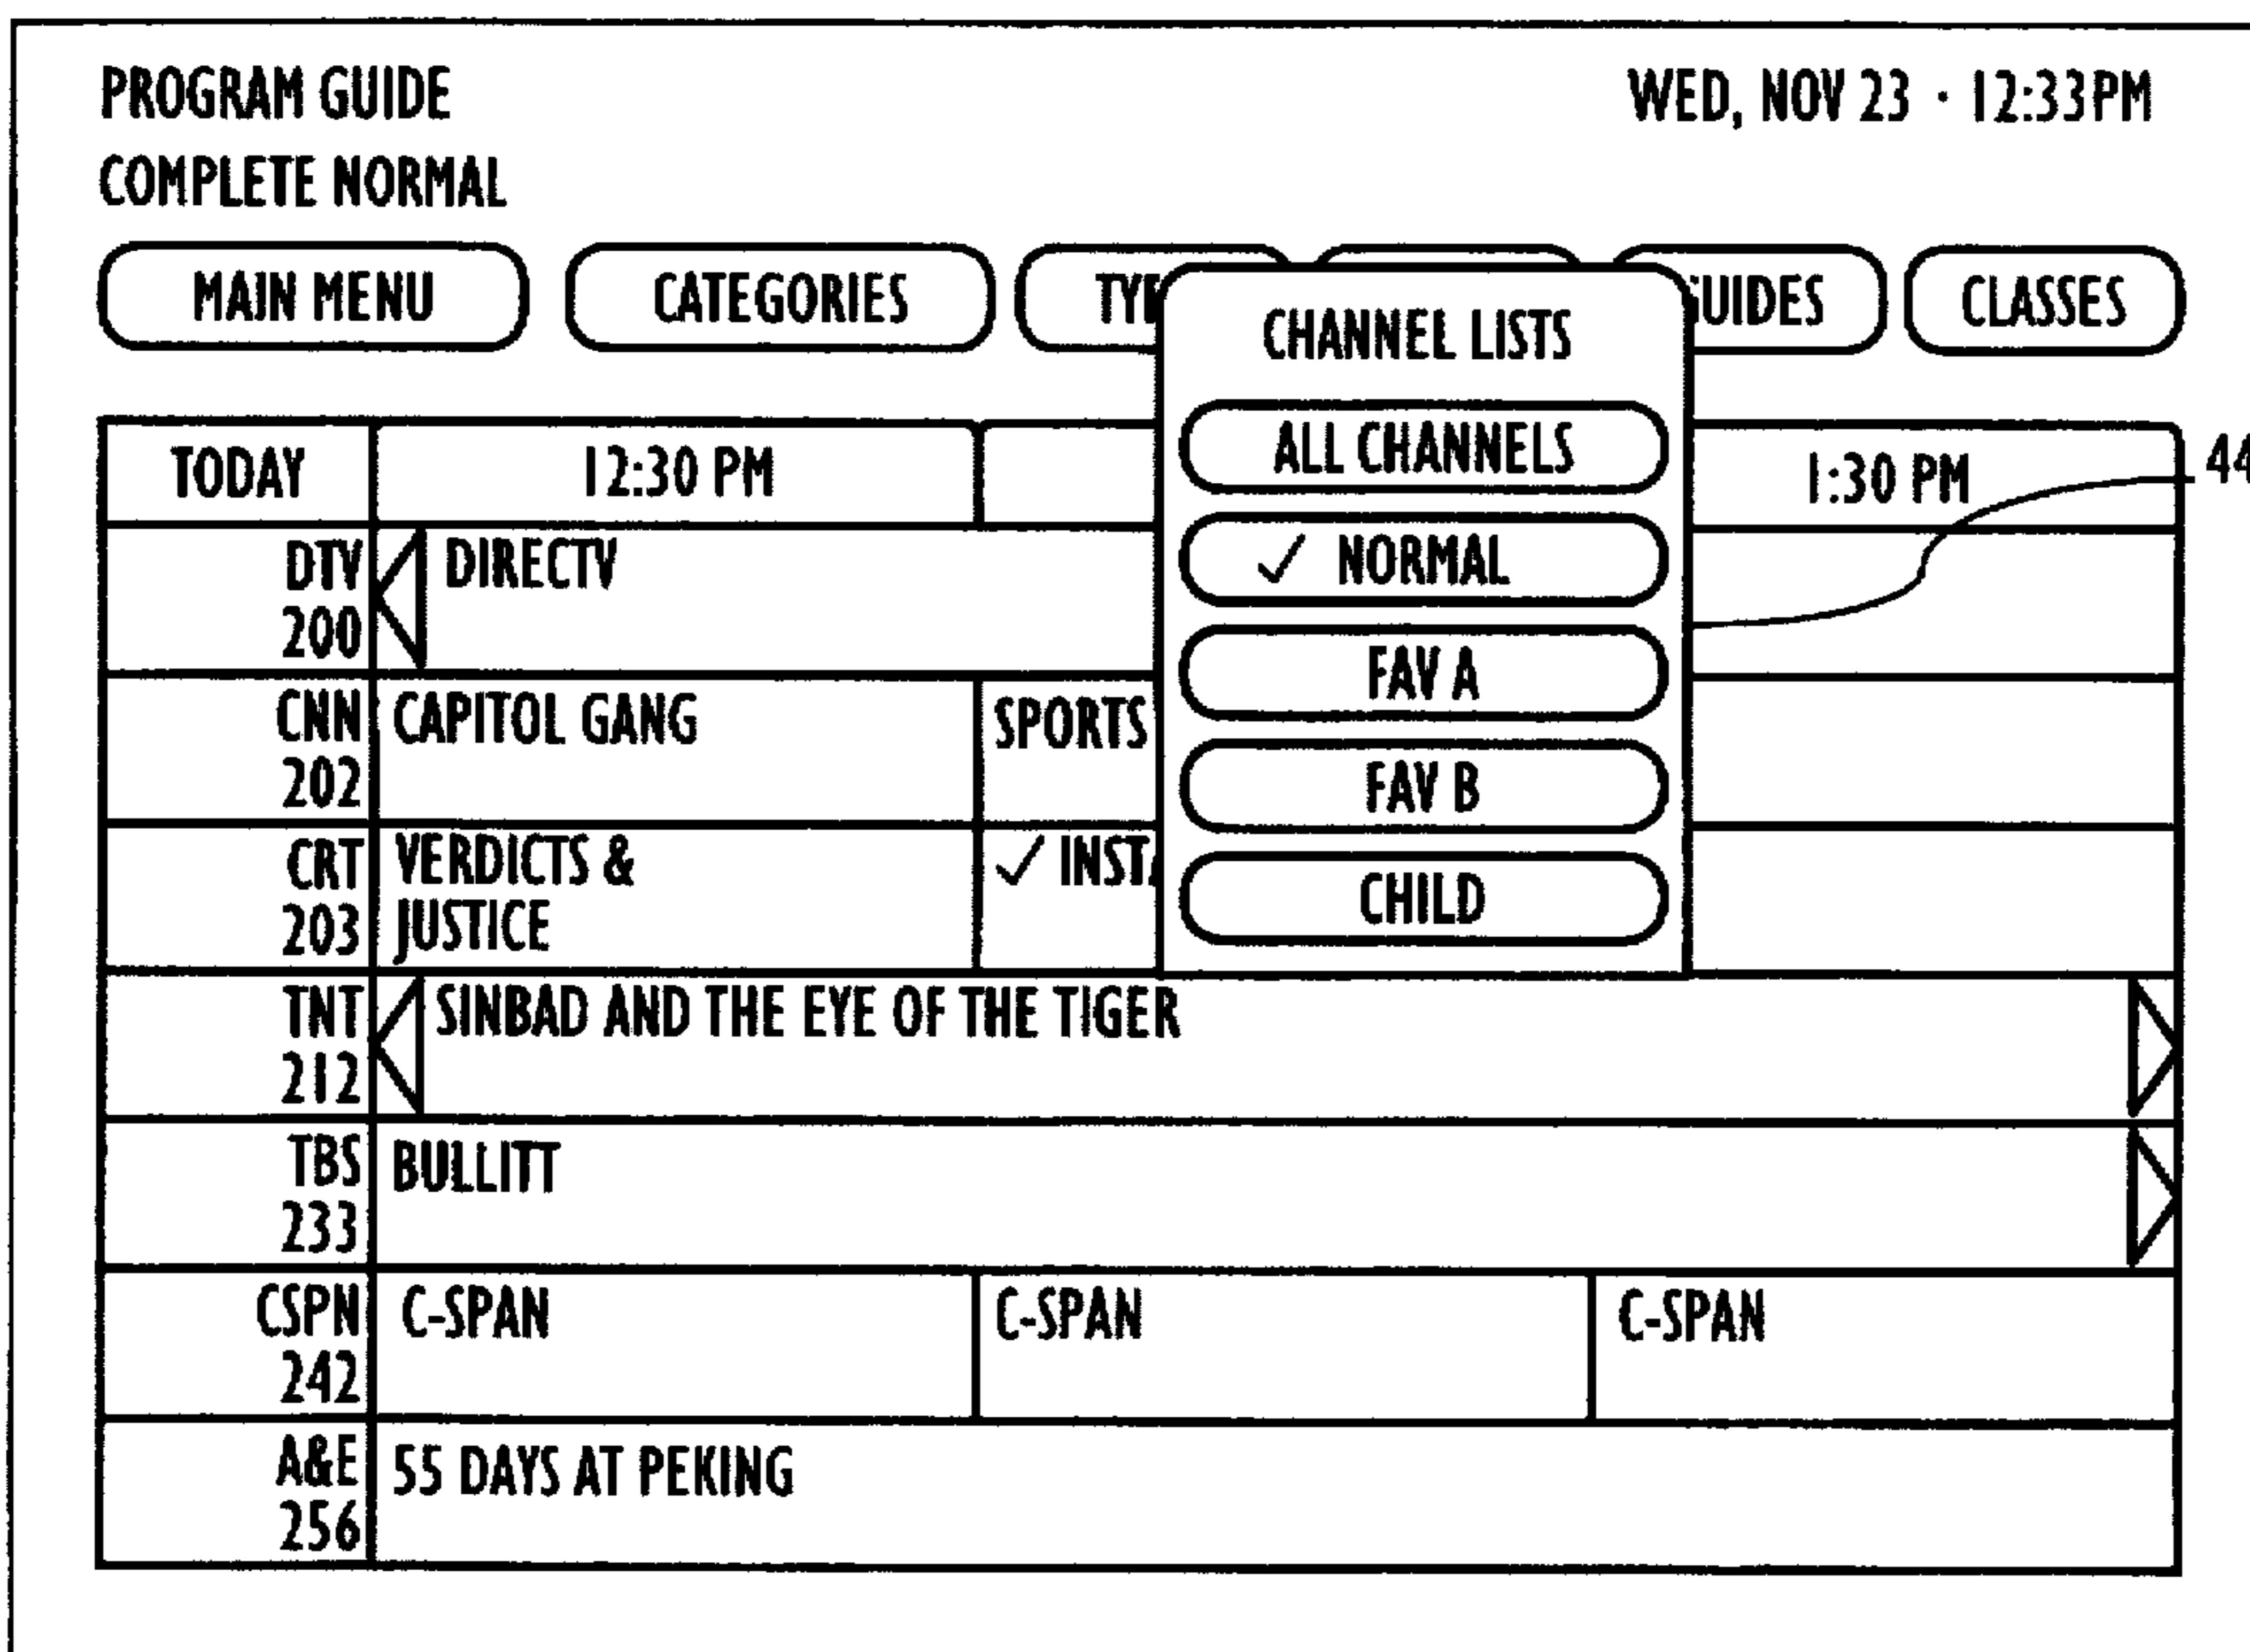 PROGRAM GUIDE
WED, NOV 23 · 12:33PM
COMPLETE NORMAL
MAIN MENU
CATEGORIES
CLASSES
CHANNEL LISTS
ALL CHANNELS
✓ NORMAL
FAV A
FAV B
CHILD
TODAY
12:30 PM
1:30 PM
DTV
200
DIRECTV
CNN
202
CAPITOL GANG
SPORTS
CRT
203
VERDICTS &
JUSTICE
✓
TNT
212
SINBAD AND THE EYE OF THE TIGER
TBS
233
BULLITT
CSPN
242
C-SPAN
C-SPAN
C-SPAN
A&E
256
55 DAYS AT PEKING